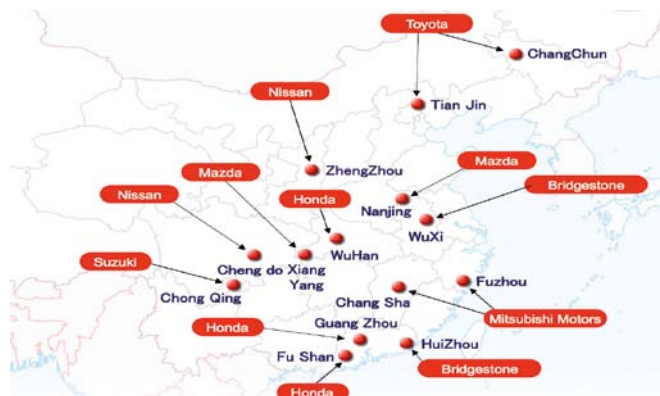 Toyota
ChangChun
Nissan
Tian Jin
Mazda
ZhengZhou
Mazda
Nissan
Honda
Nanjing
Bridgestone
WuXi
Suzuki
WuHan
Cheng do Xiang
Yang
Chong Qing
Fuzhou
Chang Sha
Mitsubishi Motors
Honda
Guang Zhou
HuiZhou
Fu Shan
Bridgestone
Honda